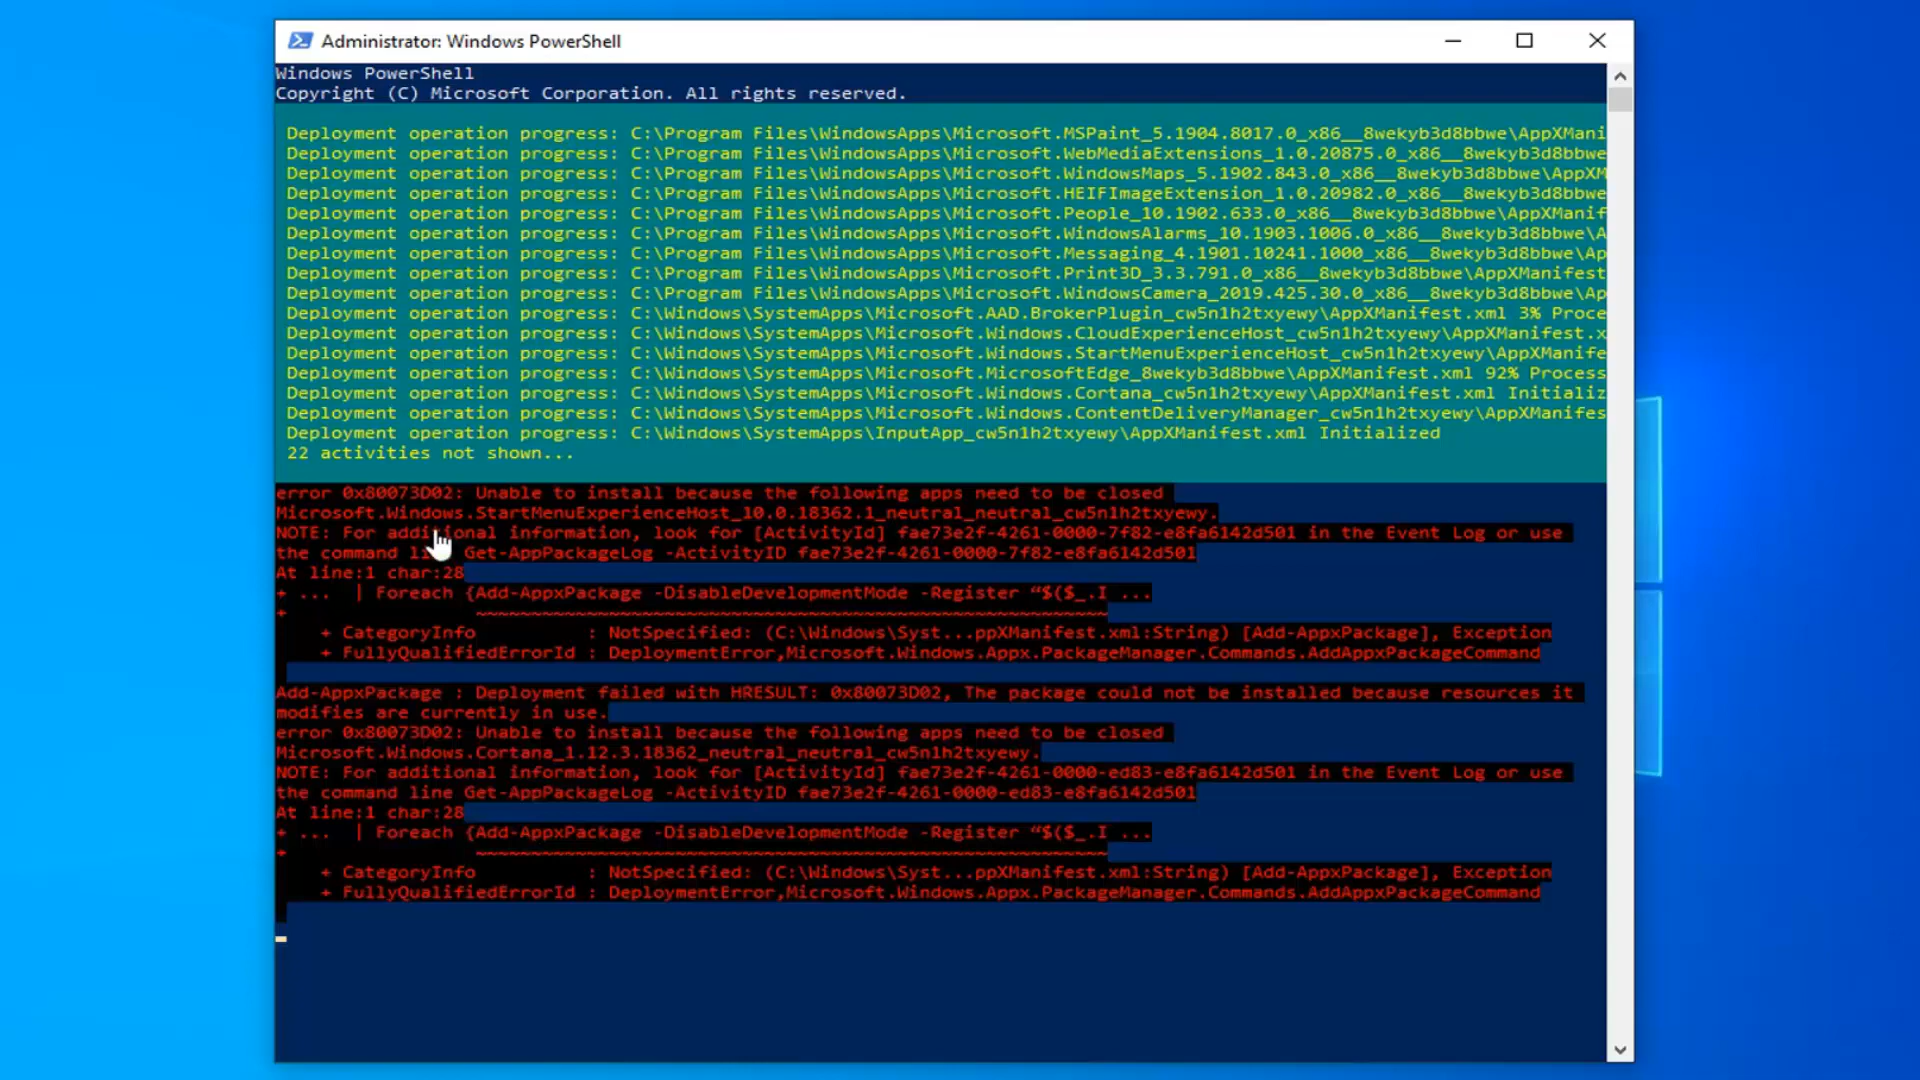 Administrator: Windows PowerShell
Windows PowerShell
Copyright (C) Microsoft Corporation. All rights reserved.
Deployment operation progress: C:\Program Files\WindowsApps\Microsoft.MSPaint_5.1904.8017.0_x86__8wekyb3d8bbwe\AppXMani
Deployment operation progress: C:\Program Files\WindowsApps\Microsoft.WebMediaExtensions_1.0.20875.0_x86__8wekyb3d8bbwe
Deployment operation progress: C:\Program Files\WindowsApps\Microsoft.WindowsMaps_5.1902.843.0_x86__8wekyb3d8bbwe\AppXM
Deployment operation progress: C:\Program Files\WindowsApps\Microsoft.HEIFImageExtension_1.0.20982.0_x86__8wekyb3d8bbwe
Deployment operation progress: C:\Program Files\WindowsApps\Microsoft.People_10.1902.633.0_x86__8wekyb3d8bbwe\AppXManif
Deployment operation progress: C:\Program Files\WindowsApps\Microsoft.WindowsAlarms_10.1903.1006.0_x86__8wekyb3d8bbwe\A
Deployment operation progress: C:\Program Files\WindowsApps\Microsoft.Messaging_4.1901.10241.1000_x86__8wekyb3d8bbwe\Ap
Deployment operation progress: C:\Program Files\WindowsApps\Microsoft.Print3D_3.3.791.0_x86__8wekyb3d8bbwe\AppXManifest
Deployment operation progress: C:\Program Files\WindowsApps\Microsoft.WindowsCamera_2019.425.30.0_x86__8wekyb3d8bbwe\Ap
Deployment operation progress: C:\Windows\SystemApps\Microsoft.AAD.BrokerPlugin_cw5n1h2txyewy\AppXManifest.xml 3% Proce
Deployment operation progress: C:\Windows\SystemApps\Microsoft.Windows.CloudExperienceHost_cw5n1h2txyewy\AppXManifest.x
Deployment operation progress: C:\Windows\SystemApps\Microsoft.Windows.StartMenuExperienceHost_cw5n1h2txyewy\AppXManife
Deployment operation progress: C:\Windows\SystemApps\Microsoft.MicrosoftEdge_8wekyb3d8bbwe\AppXManifest.xml 92% Process
Deployment operation progress: C:\Windows\SystemApps\Microsoft.Windows.Cortana_cw5n1h2txyewy\AppXManifest.xml Initializ
Deployment operation progress: C:\Windows\SystemApps\Microsoft.Windows.ContentDeliveryManager_cw5n1h2txyewy\AppXManifes
Deployment operation progress: C:\Windows\SystemApps\InputApp_cw5n1h2txyewy\AppXManifest.xml Initialized
22 activities not shown...
error 0x80073D02: Unable to install because the following apps need to be closed
Microsoft.Windows.StartMenuExperienceHost_10.0.18362.1_neutral_neutral_cw5n1h2txyewy.
NOTE: For additional information, look for [ActivityId] fae73e2f-4261-0000-7f82-e8fa6142d501 in the Event Log or use
the command li Get-AppPackageLog -ActivityID fae73e2f-4261-0000-7f82-e8fa6142d501
At line:1 char:28
+ ...  | Foreach {Add-AppxPackage -DisableDevelopmentMode -Register “$($_.I ...
+                 ~~~~~~~~~~~~~~~~~~~~~~~~~~~~~~~~~~~~~~~~~~~~~~~~~~~~~~~~~
+ CategoryInfo          : NotSpecified: (C:\Windows\Syst...ppXManifest.xml:String) [Add-AppxPackage], Exception
+ FullyQualifiedErrorId : DeploymentError,Microsoft.Windows.Appx.PackageManager.Commands.AddAppxPackageCommand
Add-AppxPackage : Deployment failed with HRESULT: 0x80073D02, The package could not be installed because resources it
modifies are currently in use.
error 0x80073D02: Unable to install because the following apps need to be closed
Microsoft.Windows.Cortana_1.12.3.18362_neutral_neutral_cw5n1h2txyewy.
NOTE: For additional information, look for [ActivityId] fae73e2f-4261-0000-ed83-e8fa6142d501 in the Event Log or use
the command line Get-AppPackageLog -ActivityID fae73e2f-4261-0000-ed83-e8fa6142d501
At line:1 char:28
+ ...  | Foreach {Add-AppxPackage -DisableDevelopmentMode -Register “$($_.I ...
+                 ~~~~~~~~~~~~~~~~~~~~~~~~~~~~~~~~~~~~~~~~~~~~~~~~~~~~~~~~~
+ CategoryInfo          : NotSpecified: (C:\Windows\Syst...ppXManifest.xml:String) [Add-AppxPackage], Exception
+ FullyQualifiedErrorId : DeploymentError,Microsoft.Windows.Appx.PackageManager.Commands.AddAppxPackageCommand